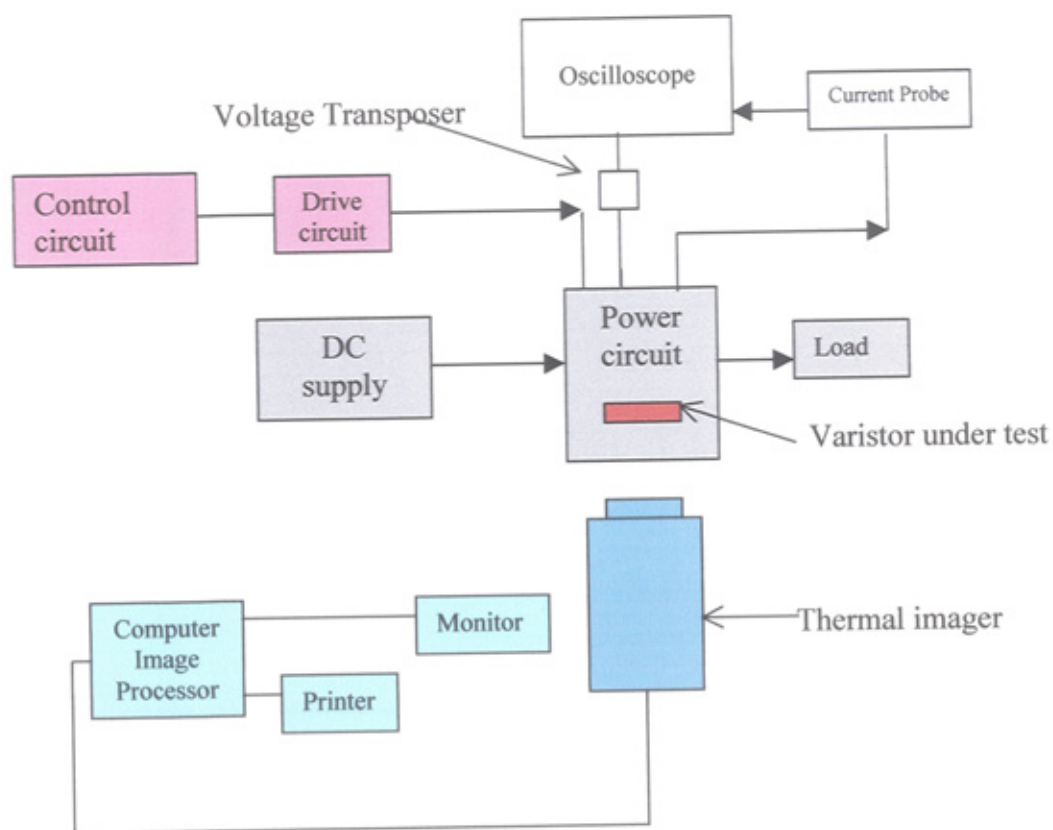 Oscilloscope
Current Probe
Voltage Transposer
Control
circuit
Drive
circuit
Power
circuit
DC
supply
Load
Varistor under test
Thermal imager
Computer
Image
Processor
Monitor
Printer